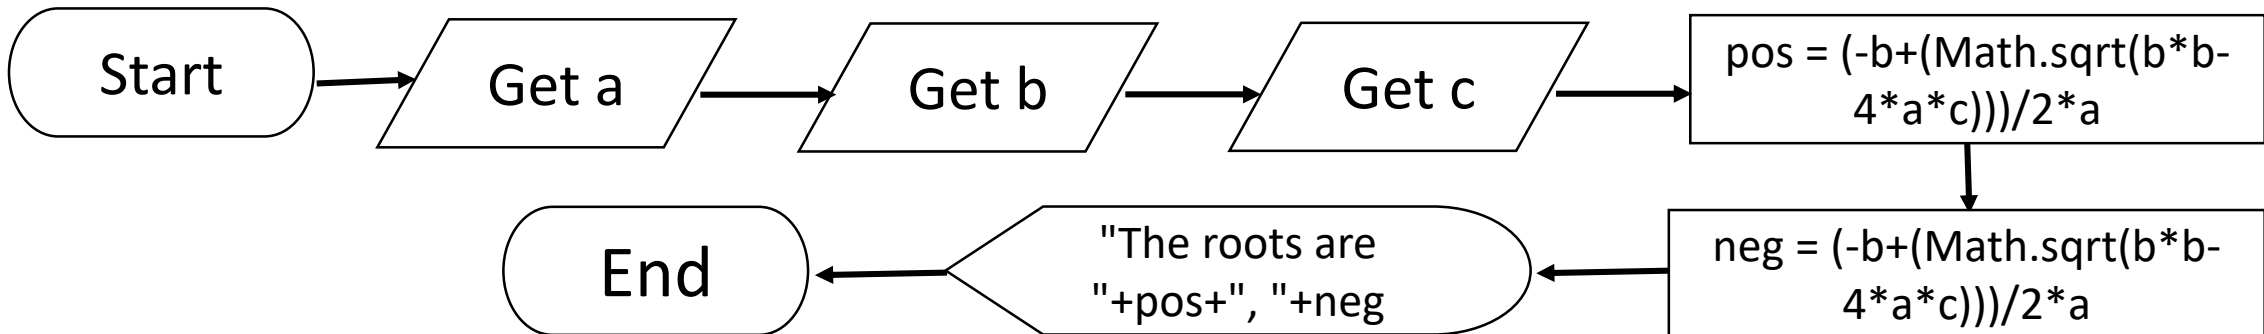 Start
Get a
Get b
Get c
pos = (-b+(Math.sqrt(b*b-
4*a*c)))/2*a
neg = (-b+(Math.sqrt(b*b-
4*a*c)))/2*a
"The roots are
"+pos+", "+neg
End